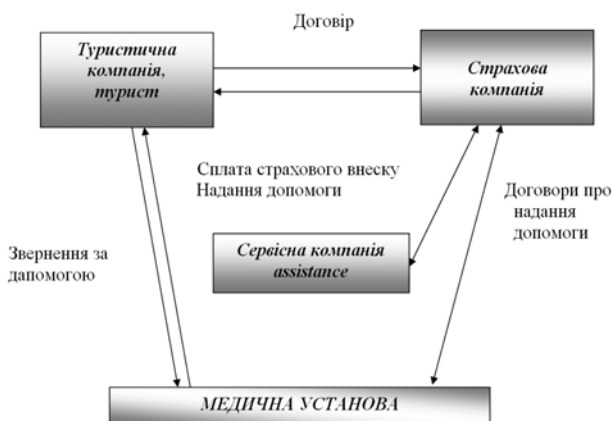 Договір
Туристична
компанія,
турист
Страхова
компанія
Сплата страхового внеску
Надання допомоги
Договори про
надання
допомоги
Звернення за
дапомогою
Сервісна компанія
assistance
МЕДИЧНА УСТАНОВА